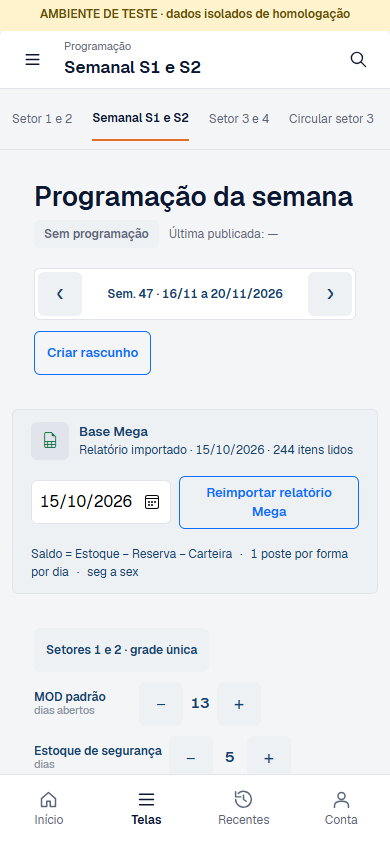 AMBIENTE DE TESTE · dados isolados de homologação
Programação
Semanal S1 e S2
Setor 1 e 2
Semanal S1 e S2
Setor 3 e 4
Circular setor 3
Programação da semana
Sem programação
Última publicada: —
‹
Sem. 47 · 16/11 a 20/11/2026
›
Criar rascunho
Base Mega
Relatório importado · 15/10/2026 · 244 itens lidos
15/10/2026
Reimportar relatório
Mega
Saldo = Estoque – Reserva – Carteira · 1 poste por forma
por dia · seg a sex
Setores 1 e 2 · grade única
MOD padrão
dias abertos
− 13 +
Estoque de segurança
dias
− 5 +
Início
Telas
Recentes
Conta